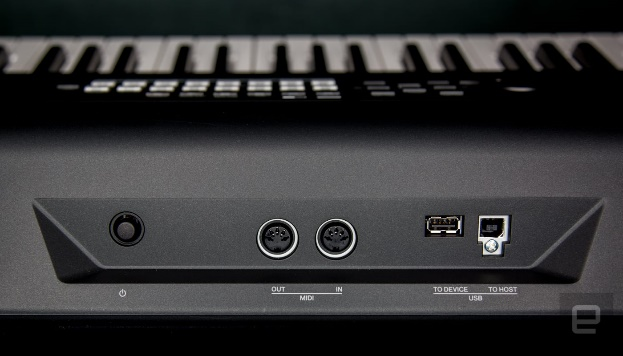 OUT IN
MIDI
TO DEVICE TO HOST
USB
e